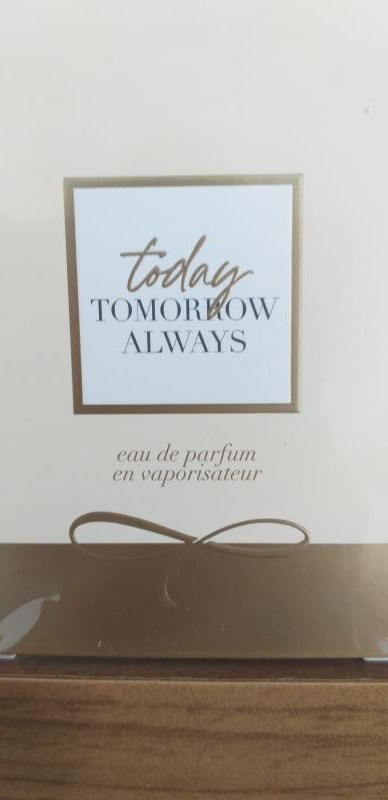 today
TOMORROW
ALWAYS
eau de parfum
en vaporisateur